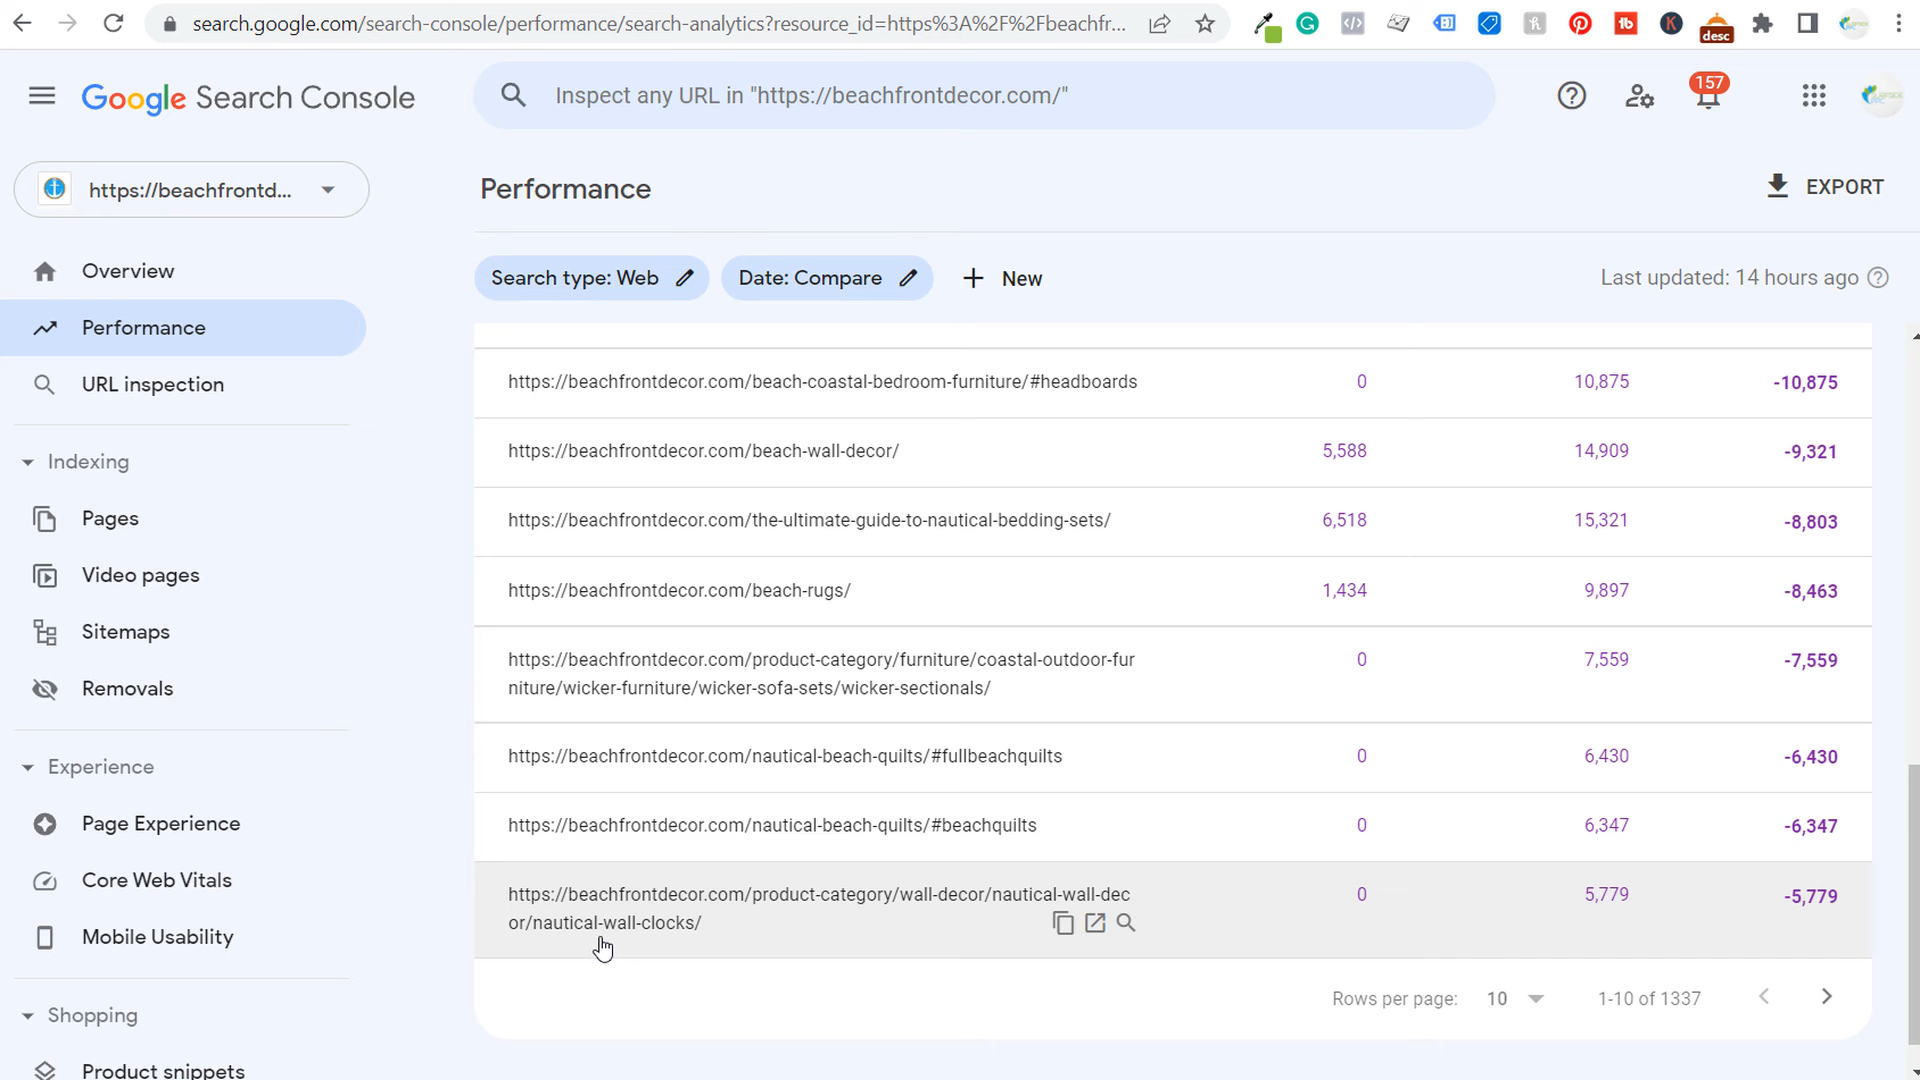 search.google.com/search-console/performance/search-analytics?resource_id=https%3A%2F%2Fbeachfr...
desc
Google Search Console
Inspect any URL in "https://beachfrontdecor.com/"
157
https://beachfrontd...
Performance
EXPORT
Search type: Web
Date: Compare
New
Last updated: 14 hours ago
Overview
Performance
URL inspection
Indexing
Pages
Video pages
Sitemaps
Removals
Experience
Page Experience
Core Web Vitals
Mobile Usability
Shopping
Product snippets
https://beachfrontdecor.com/beach-coastal-bedroom-furniture/#headboards 0 10,875 -10,875
https://beachfrontdecor.com/beach-wall-decor/ 5,588 14,909 -9,321
https://beachfrontdecor.com/the-ultimate-guide-to-nautical-bedding-sets/ 6,518 15,321 -8,803
https://beachfrontdecor.com/beach-rugs/ 1,434 9,897 -8,463
https://beachfrontdecor.com/product-category/furniture/coastal-outdoor-fur 0 7,559 -7,559
niture/wicker-furniture/wicker-sofa-sets/wicker-sectionals/
https://beachfrontdecor.com/nautical-beach-quilts/#fullbeachquilts 0 6,430 -6,430
https://beachfrontdecor.com/nautical-beach-quilts/#beachquilts 0 6,347 -6,347
https://beachfrontdecor.com/product-category/wall-decor/nautical-wall-dec 0 5,779 -5,779
or/nautical-wall-clocks/
Rows per page: 10 1-10 of 1337